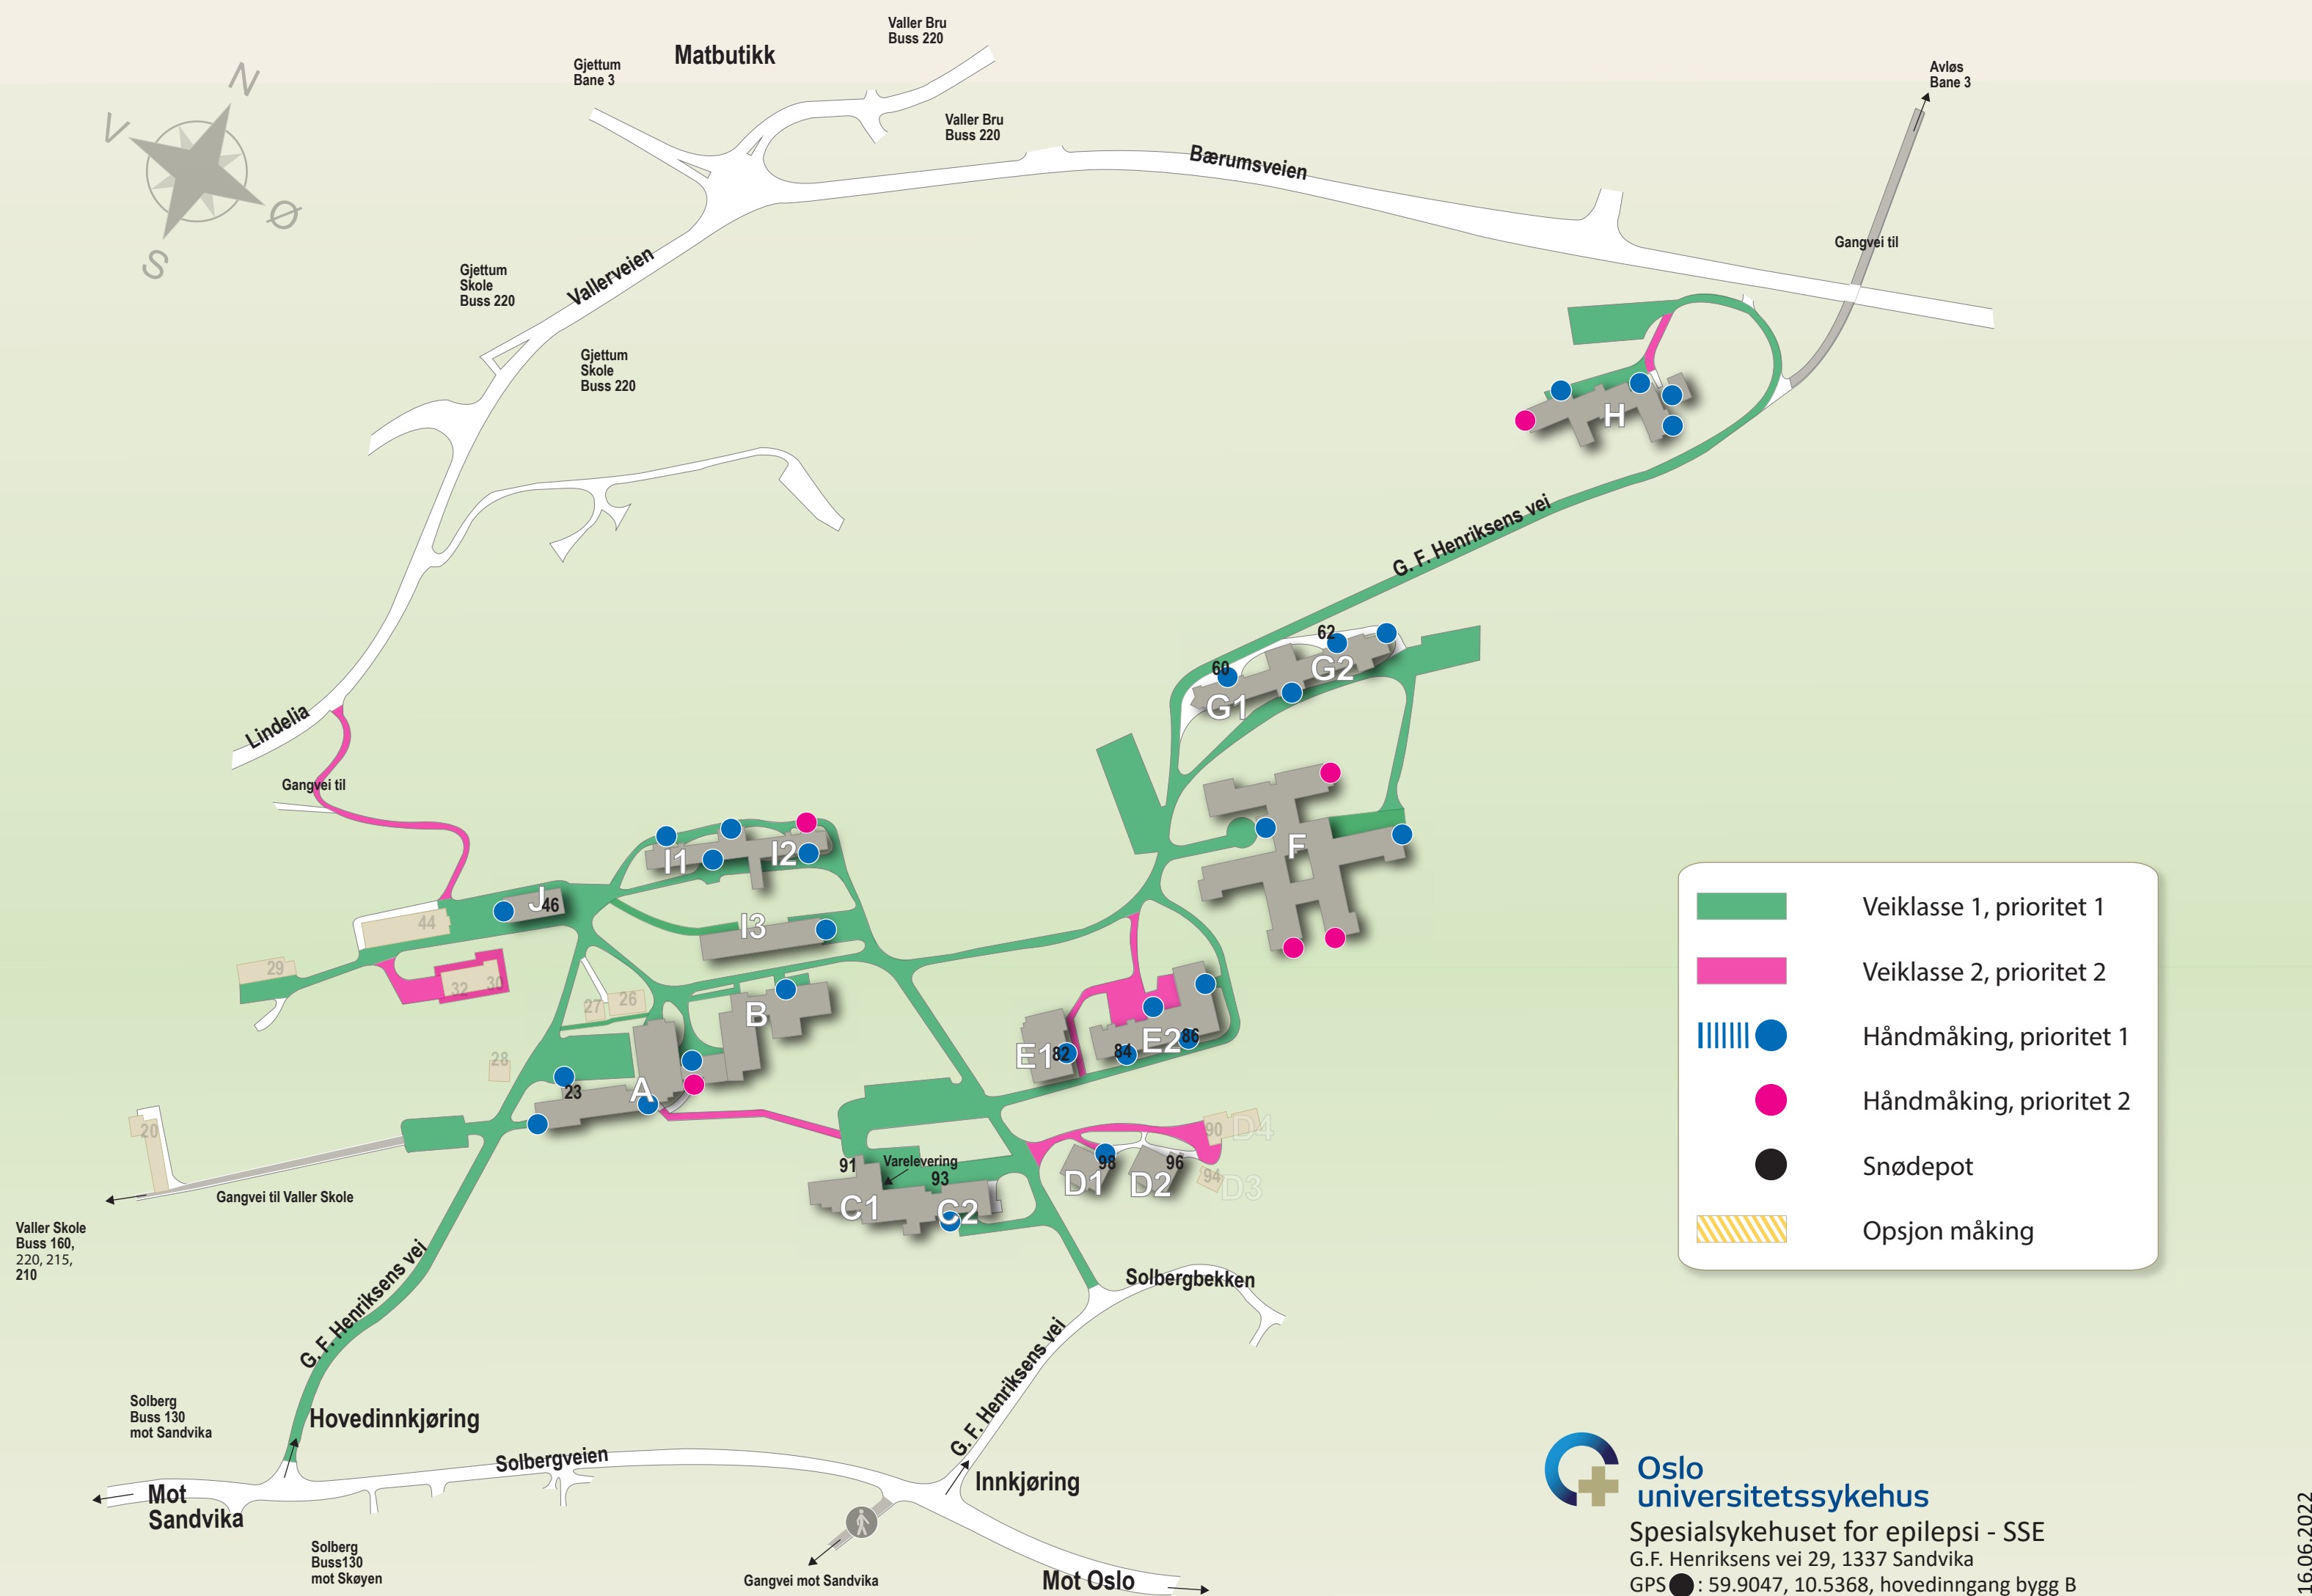 Valler Bru
Buss 220
Matbutikk
Gjettum
Bane 3
Avløs
Bane 3
N
V
Ø
S
Valler Bru
Buss 220
Bærumsveien
Gangvei til
Gjettum
Skole
Buss 220
Vallerveien
Gjettum
Skole
Buss 220
H
G. F. Henriksens vei
62
60
G2
G1
Lindelia
Gangvei til
I1
I2
F
J
46
44
I3
29
32
30
27
26
B
28
E1
82
84
E2
86
A
23
20
90
D4
91
Varelevering
93
98
96
D1
D2
94
D3
C1
C2
Gangvei til Valler Skole
Valler Skole
Buss 160,
220, 215,
210
G. F. Henriksens vei
Solbergbekken
G. F. Henriksens vei
Solberg
Buss 130
mot Sandvika
Hovedinnkjøring
Solbergveien
Innkjøring
Mot
Sandvika
Solberg
Buss130
mot Skøyen
Gangvei mot Sandvika
Mot Oslo
Veiklasse 1, prioritet 1
Veiklasse 2, prioritet 2
Håndmåking, prioritet 1
Håndmåking, prioritet 2
Snødepot
Opsjon måking
Oslo
universitetssykehus
Spesialsykehuset for epilepsi - SSE
G.F. Henriksens vei 29, 1337 Sandvika
GPS : 59.9047, 10.5368, hovedinngang bygg B
16.06.2022